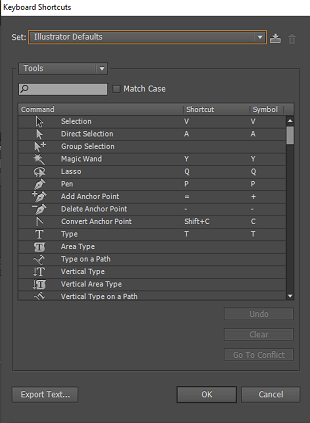 Keyboard Shortcuts
Set: Illustrator Defaults
Tools
Match Case
Command Shortcut Symbol
Selection V V
Direct Selection A A
Group Selection
Magic Wand Y Y
Lasso Q Q
Pen P P
Add Anchor Point = +
Delete Anchor Point - -
Convert Anchor Point Shift+C C
Type T T
Area Type
Type on a Path
Vertical Type
Vertical Area Type
Vertical Type on a Path
Undo
Clear
Go To Conflict
Export Text... OK Cancel